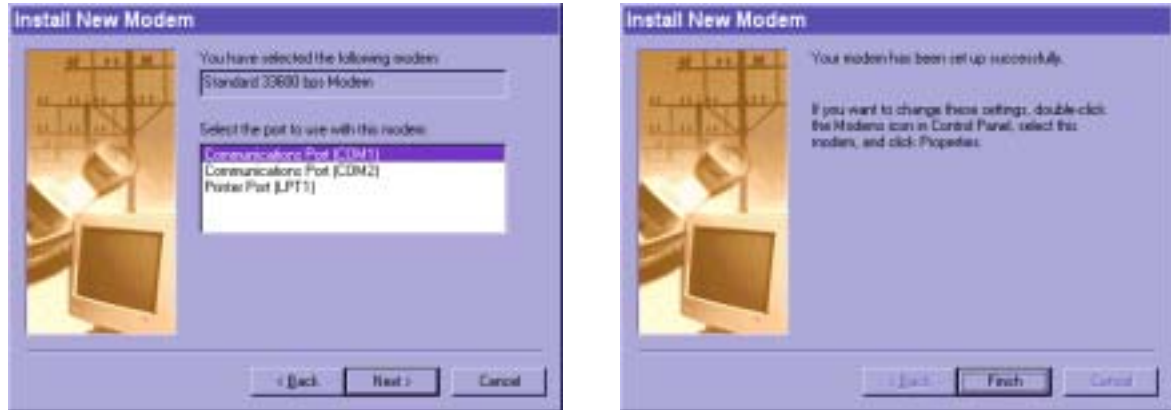 Install New Modem
You have selected the following modem:
Standard 33600 bps Modem
Select the port to use with this modem:
Communications Port (COM1)
Communications Port (COM2)
Printer Port (LPT1)
< Back
Next >
Cancel
Install New Modem
Your modem has been set up successfully.
If you want to change these settings, double-click
the Modems icon in Control Panel, select this
modem, and click Properties.
< Back
Finish
Cancel